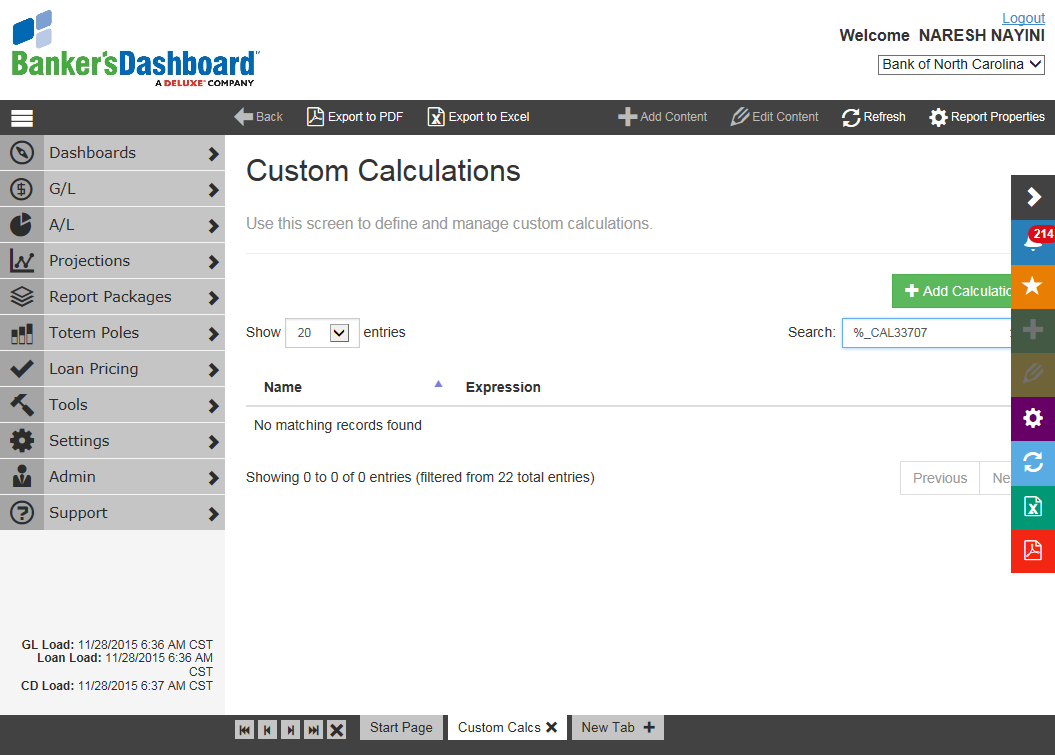 Logout
Welcome NARESH NAYINI
Banker'sDashboard™
A DELUXE® COMPANY
Bank of North Carolina
Back Export to PDF Export to Excel Add Content Edit Content Refresh Report Properties
Dashboards
G/L
A/L
Projections
Report Packages
Totem Poles
Loan Pricing
Tools
Settings
Admin
Support
GL Load: 11/28/2015 6:36 AM CST
Loan Load: 11/28/2015 6:36 AM
CST
CD Load: 11/28/2015 6:37 AM CST
Custom Calculations
Use this screen to define and manage custom calculations.
214
Add Calculatio
Show 20 entries Search: %_CAL33707
Name Expression
No matching records found
Showing 0 to 0 of 0 entries (filtered from 22 total entries) Previous Ne
Start Page Custom Calcs New Tab